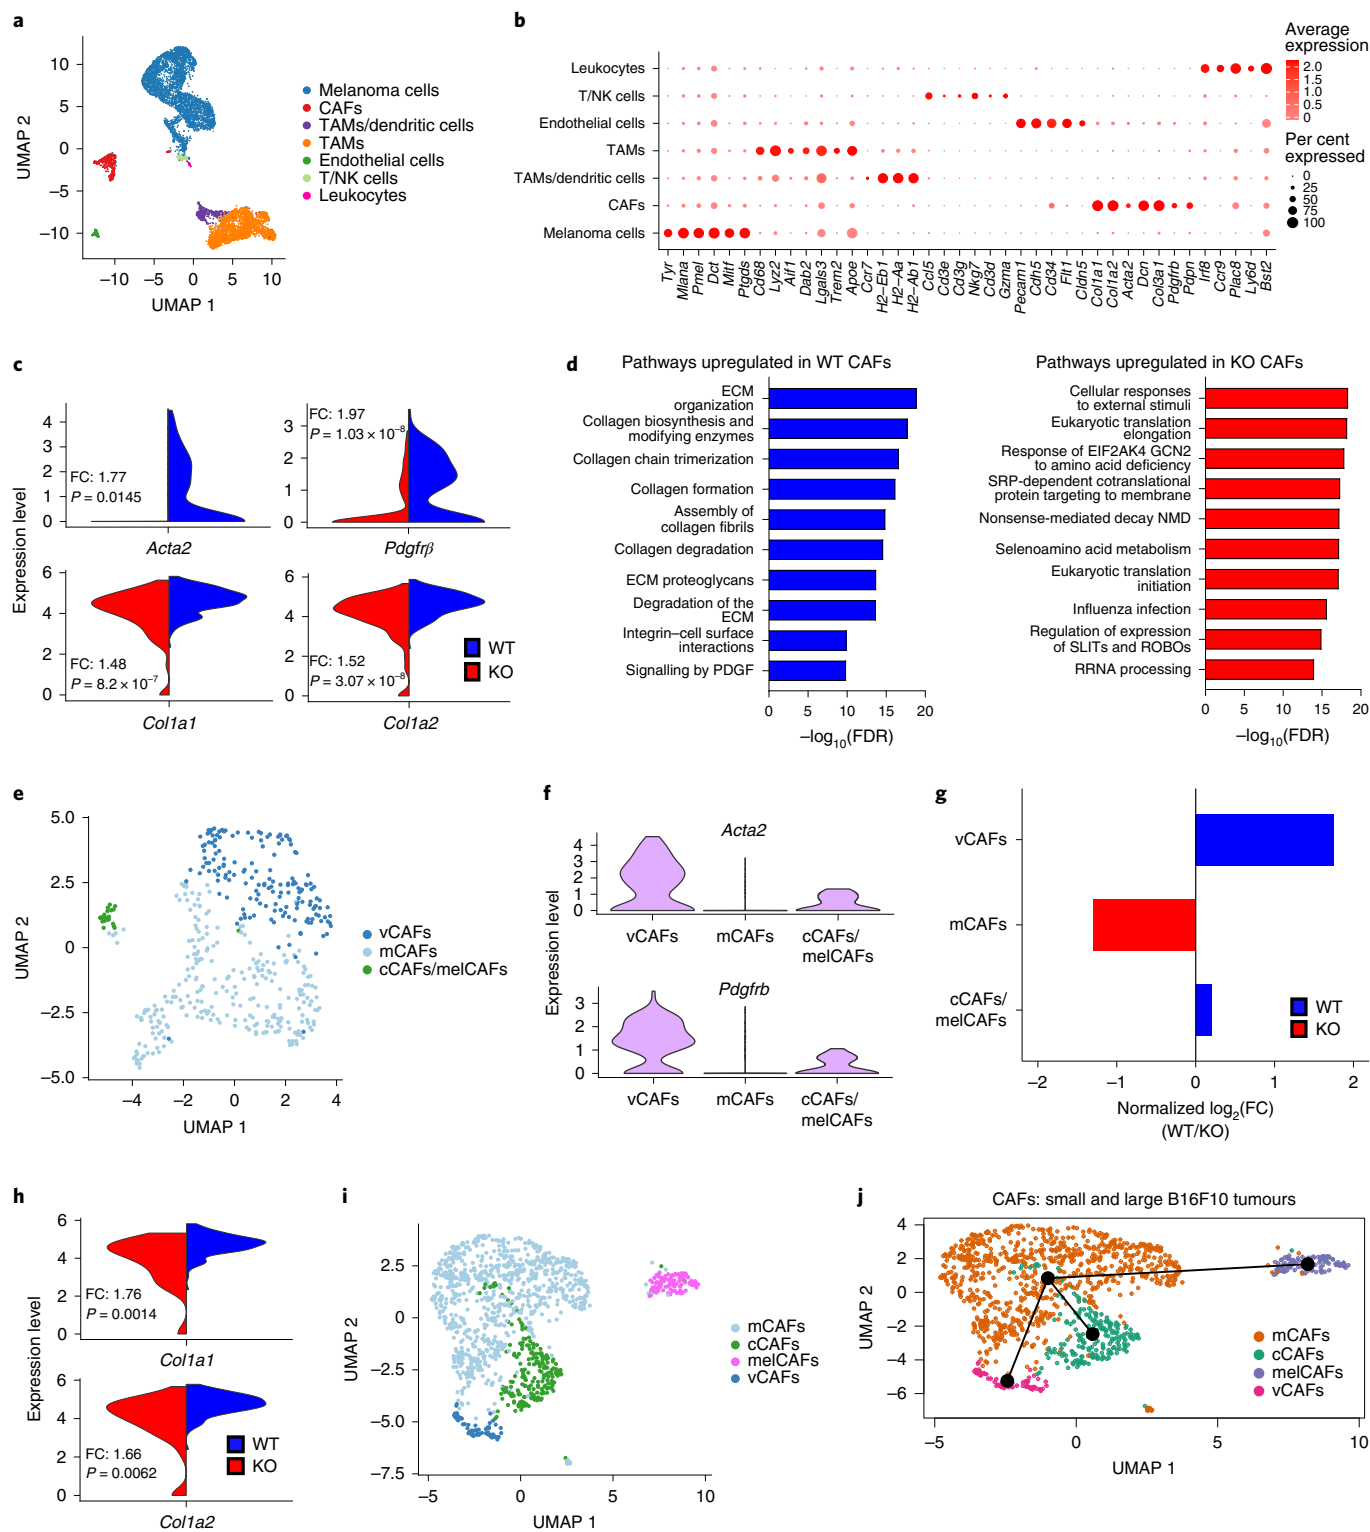 a
10
5
0
−5
−10
UMAP 2
−10
−5
0
5
10
UMAP 1
Melanoma cells
CAFs
TAMs/dendritic cells
TAMs
Endothelial cells
T/NK cells
Leukocytes
b
Leukocytes
T/NK cells
Endothelial cells
TAMs
TAMs/dendritic cells
CAFs
Melanoma cells
Tyr
Mlana
Pmel
Dct
Mitf
Ptgds
Cd68
Lyz2
Aif1
Dab2
Lgals3
Trem2
Apoe
Ccr7
H2−Eb1
H2−Aa
H2−Ab1
Ccl5
Cd3e
Cd3g
Nkg7
Cd3d
Gzma
Pecam1
Cdh5
Cd34
Flt1
Cldn5
Col1a1
Col1a2
Acta2
Dcn
Col3a1
Pdgfrb
Pdpn
Irf8
Ccr9
Plac8
Ly6d
Bst2
Average
expression
2.0
1.5
1.0
0.5
0
Per cent
expressed
0
25
50
75
100
c
Expression level
4
3
2
1
0
FC: 1.77
P = 0.0145
Acta2
3
2
1
0
FC: 1.97
P = 1.03 × 10−8
Pdgfrβ
6
4
2
0
FC: 1.48
P = 8.2 × 10−7
Col1a1
6
4
2
0
FC: 1.52
P = 3.07 × 10−8
Col1a2
WT
KO
d
Pathways upregulated in WT CAFs
ECM
organization
Collagen biosynthesis and
modifying enzymes
Collagen chain trimerization
Collagen formation
Assembly of
collagen fibrils
Collagen degradation
ECM proteoglycans
Degradation of the
ECM
Integrin–cell surface
interactions
Signalling by PDGF
0
5
10
15
20
−log10(FDR)
Pathways upregulated in KO CAFs
Cellular responses
to external stimuli
Eukaryotic translation
elongation
Response of EIF2AK4 GCN2
to amino acid deficiency
SRP-dependent cotranslational
protein targeting to membrane
Nonsense-mediated decay NMD
Selenoamino acid metabolism
Eukaryotic translation
initiation
Influenza infection
Regulation of expression
of SLITs and ROBOs
RRNA processing
0
5
10
15
20
−log10(FDR)
e
5.0
2.5
0
−2.5
−5.0
UMAP 2
−4
−2
0
2
4
UMAP 1
vCAFs
mCAFs
cCAFs/melCAFs
f
Expression level
Acta2
4
3
2
1
0
vCAFs
mCAFs
cCAFs/
melCAFs
Pdgfrb
3
2
1
0
vCAFs
mCAFs
cCAFs/
melCAFs
g
vCAFs
mCAFs
cCAFs/
melCAFs
WT
KO
−2
−1
0
1
2
Normalized log2(FC)
(WT/KO)
h
Expression level
6
4
2
0
FC: 1.76
P = 0.0014
Col1a1
6
4
2
0
FC: 1.66
P = 0.0062
Col1a2
WT
KO
i
2.5
0
−2.5
−5.0
−7.5
UMAP 2
−5
0
5
10
UMAP 1
mCAFs
cCAFs
melCAFs
vCAFs
j
CAFs: small and large B16F10 tumours
4
2
0
−2
−4
−6
UMAP 2
−5
0
5
10
UMAP 1
mCAFs
cCAFs
melCAFs
vCAFs